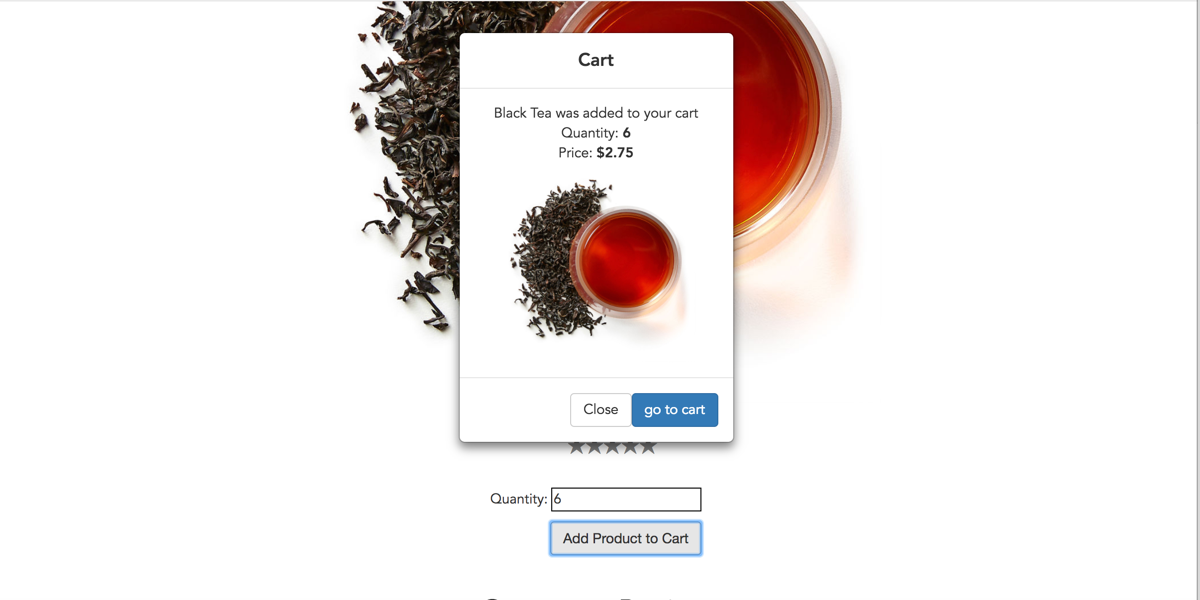 Cart
Black Tea was added to your cart
Quantity: 6
Price: $2.75
Close
go to cart
Quantity: 6
Add Product to Cart